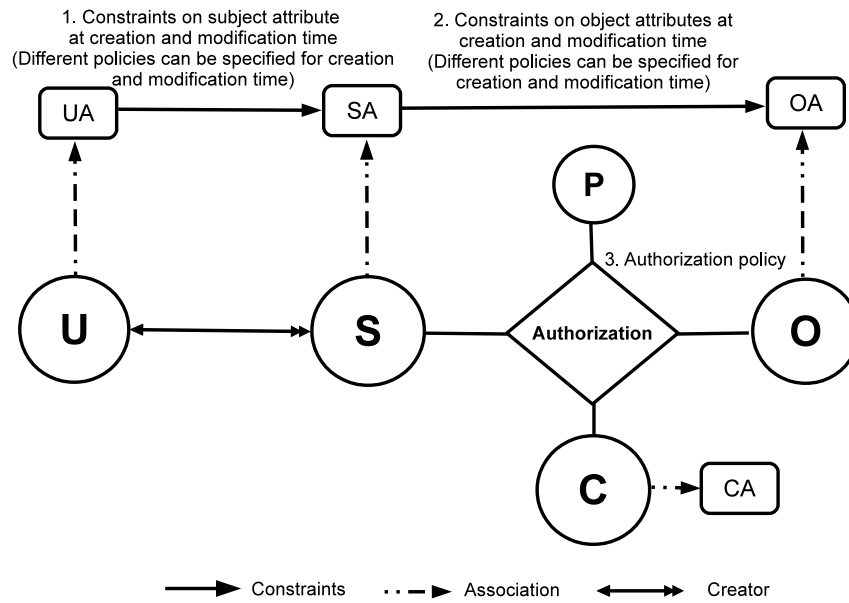 1. Constraints on subject attribute
at creation and modification time
(Different policies can be specified for creation
and modification time)
2. Constraints on object attributes at
creation and modification time
(Different policies can be specified for
creation and modification time)
UA
SA
OA
P
3. Authorization policy
U
S
Authorization
O
C
CA
Constraints
Association
Creator